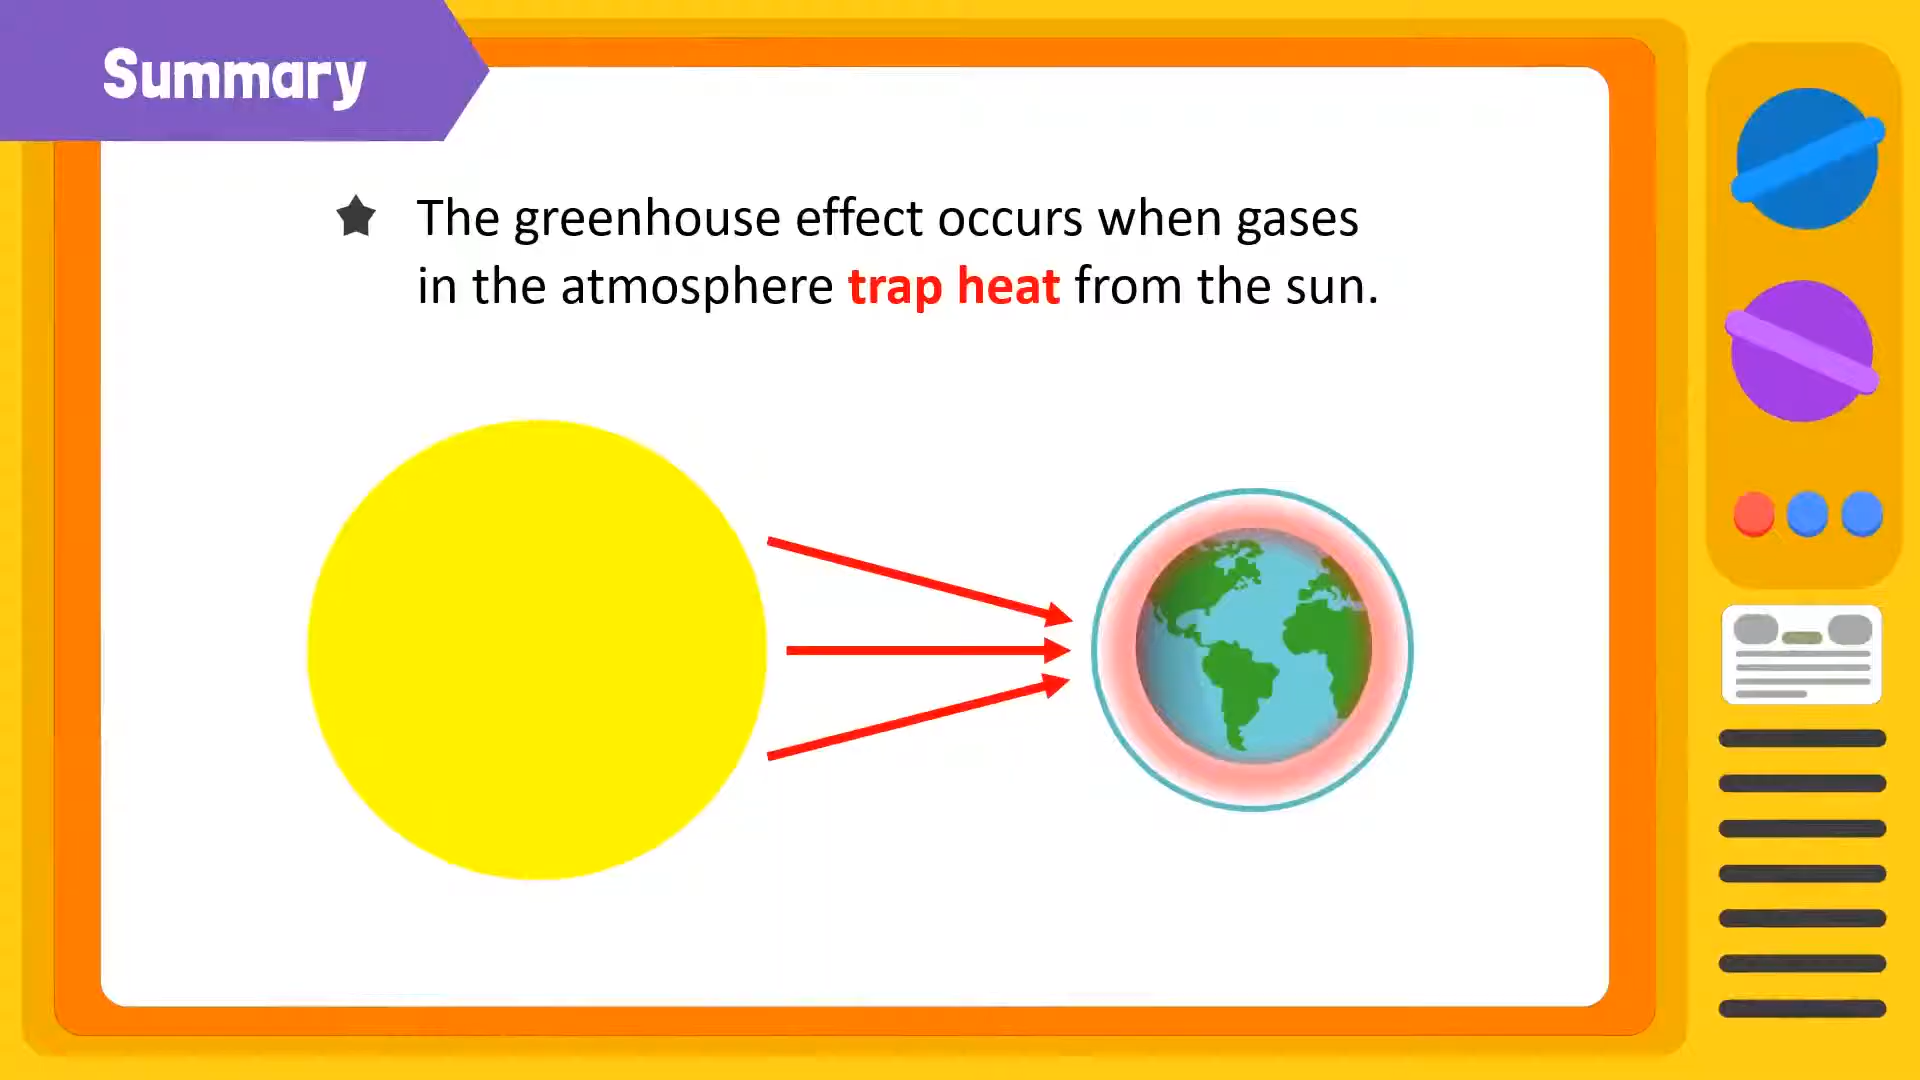 Summary
The greenhouse effect occurs when gases
in the atmosphere trap heat from the sun.